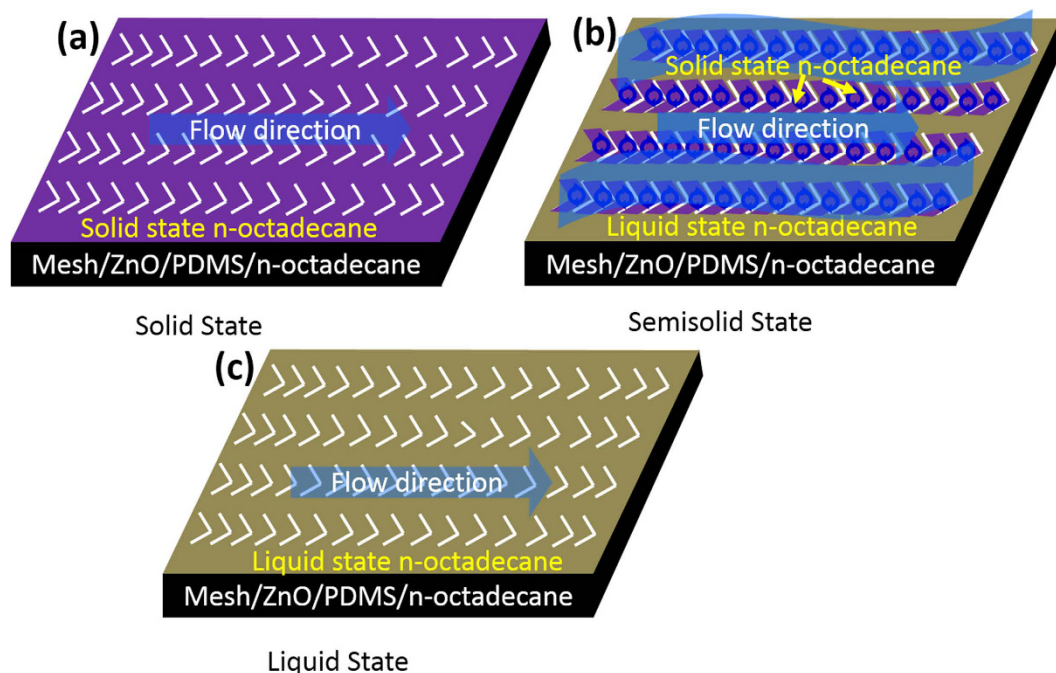 (a)
Flow direction
Solid state n-octadecane
Mesh/ZnO/PDMS/n-octadecane
Solid State
(b)
Solid state n-octadecane
Flow direction
Liquid state n-octadecane
Mesh/ZnO/PDMS/n-octadecane
Semisolid State
(c)
Flow direction
Liquid state n-octadecane
Mesh/ZnO/PDMS/n-octadecane
Liquid State